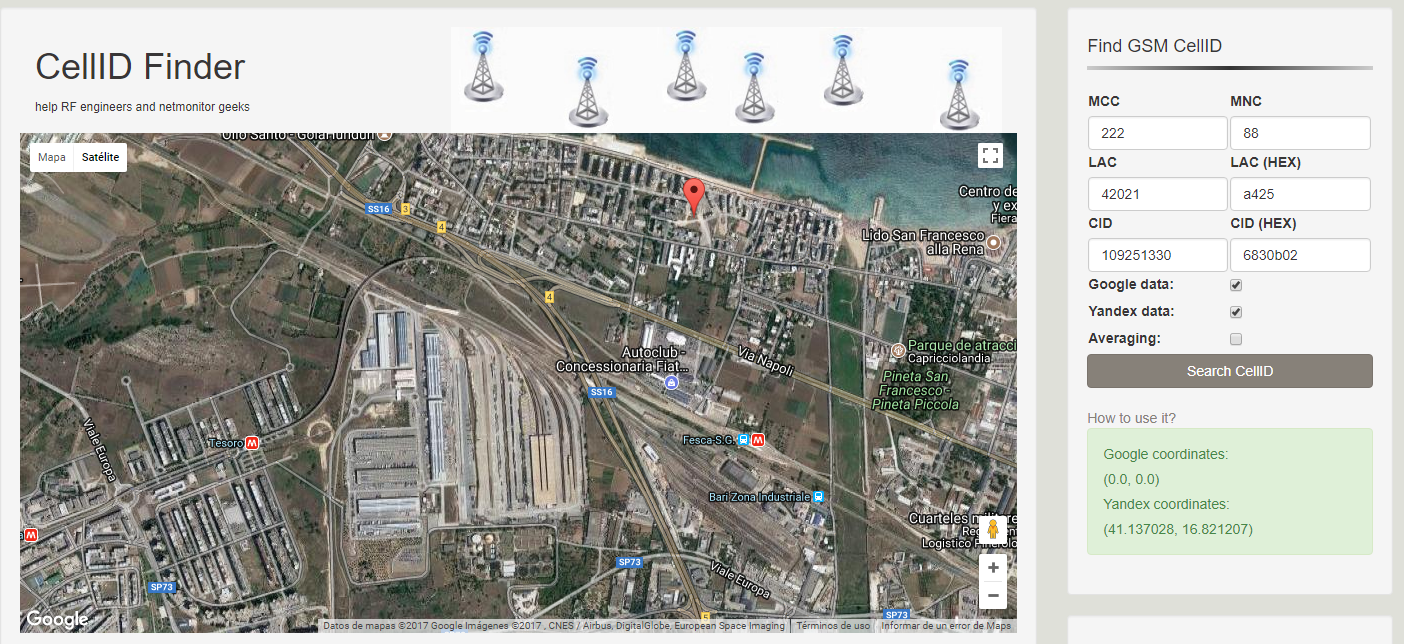 CellID Finder
help RF engineers and netmonitor geeks
Mapa
Satélite
SS16
3
4
Centro de
y ex
Fiera
Lido San Francesco
alla Rena
4
Via Napoli
Parque de atracci
Capricciolandia
Autoclub -
Concessionaria Fiat...
Pineta San
Francesco -
Pineta Piccola
SS16
Viale Europa
Tesoro M
Fesca-S.G. M
Bari Zona Industriale
M
Cuarteles militare
Logistico Pinerolo
SP73
SP73
Viale Europa
5
SP73
Google
Datos de mapas ©2017 Google Imágenes ©2017 , CNES / Airbus, DigitalGlobe, European Space Imaging
Términos de uso
Informar de un error de Maps
Find GSM CellID
MCC MNC
222 88
LAC LAC (HEX)
42021 a425
CID CID (HEX)
109251330 6830b02
Google data:
Yandex data:
Averaging:
Search CellID
How to use it?
Google coordinates:
(0.0, 0.0)
Yandex coordinates:
(41.137028, 16.821207)